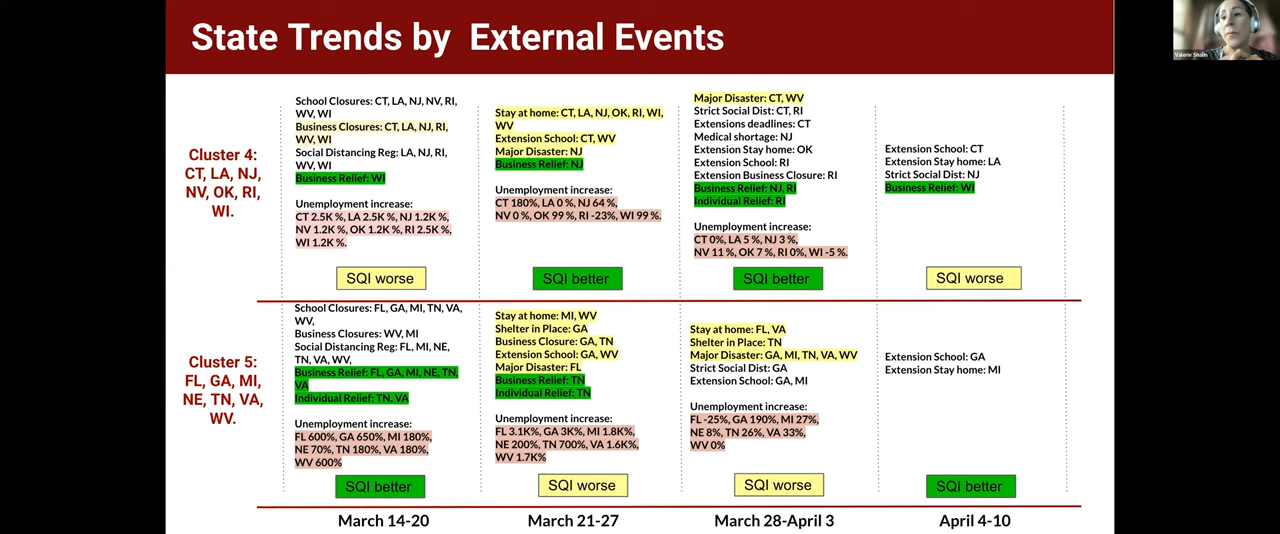 State Trends by External Events
Valerie Shalin
Cluster 4:
CT, LA, NJ,
NV, OK, RI,
WI.
School Closures: CT, LA, NJ, NV, RI,
WV, WI
Business Closures: CT, LA, NJ, RI,
WV, WI
Social Distancing Reg: LA, NJ, RI,
WV, WI
Business Relief: WI
Unemployment increase:
CT 2.5K %, LA 2.5K %, NJ 1.2K %,
NV 1.2K %, OK 1.2K %, RI 2.5K %,
WI 1.2K %.
SQI worse
Stay at home: CT, LA, NJ, OK, RI, WI,
WV
Extension School: CT, WV
Major Disaster: NJ
Business Relief: NJ
Unemployment increase:
CT 180%, LA 0 %, NJ 64 %,
NV 0 %, OK 99 %, RI -23%, WI 99 %.
SQI better
Major Disaster: CT, WV
Strict Social Dist: CT, RI
Extensions deadlines: CT
Medical shortage: NJ
Extension Stay home: OK
Extension School: RI
Extension Business Closure: RI
Business Relief: NJ, RI
Individual Relief: RI
Unemployment increase:
CT 0%, LA 5 %, NJ 3 %,
NV 11 %, OK 7 %, RI 0%, WI -5 %.
SQI better
Extension School: CT
Extension Stay home: LA
Strict Social Dist: NJ
Business Relief: WI
SQI worse
Cluster 5:
FL, GA, MI,
NE, TN, VA,
WV.
School Closures: FL, GA, MI, TN, VA,
WV,
Business Closures: WV, MI
Social Distancing Reg: FL, MI, NE,
TN, VA, WV,
Business Relief: FL, GA, MI, NE, TN,
VA
Individual Relief: TN, VA
Unemployment increase:
FL 600%, GA 650%, MI 180%,
NE 70%, TN 180%, VA 180%,
WV 600%
SQI better
Stay at home: MI, WV
Shelter in Place: GA
Business Closure: GA, TN
Extension School: GA, WV
Major Disaster: FL
Business Relief: TN
Individual Relief: TN
Unemployment increase:
FL 3.1K%, GA 3K%, MI 1.8K%,
NE 200%, TN 700%, VA 1.6K%,
WV 1.7K%
SQI worse
Stay at home: FL, VA
Shelter in Place: TN
Major Disaster: GA, MI, TN, VA, WV
Strict Social Dist: GA
Extension School: GA, MI
Unemployment increase:
FL -25%, GA 190%, MI 27%,
NE 8%, TN 26%, VA 33%,
WV 0%
SQI worse
Extension School: GA
Extension Stay home: MI
SQI better
March 14-20
March 21-27
March 28-April 3
April 4-10